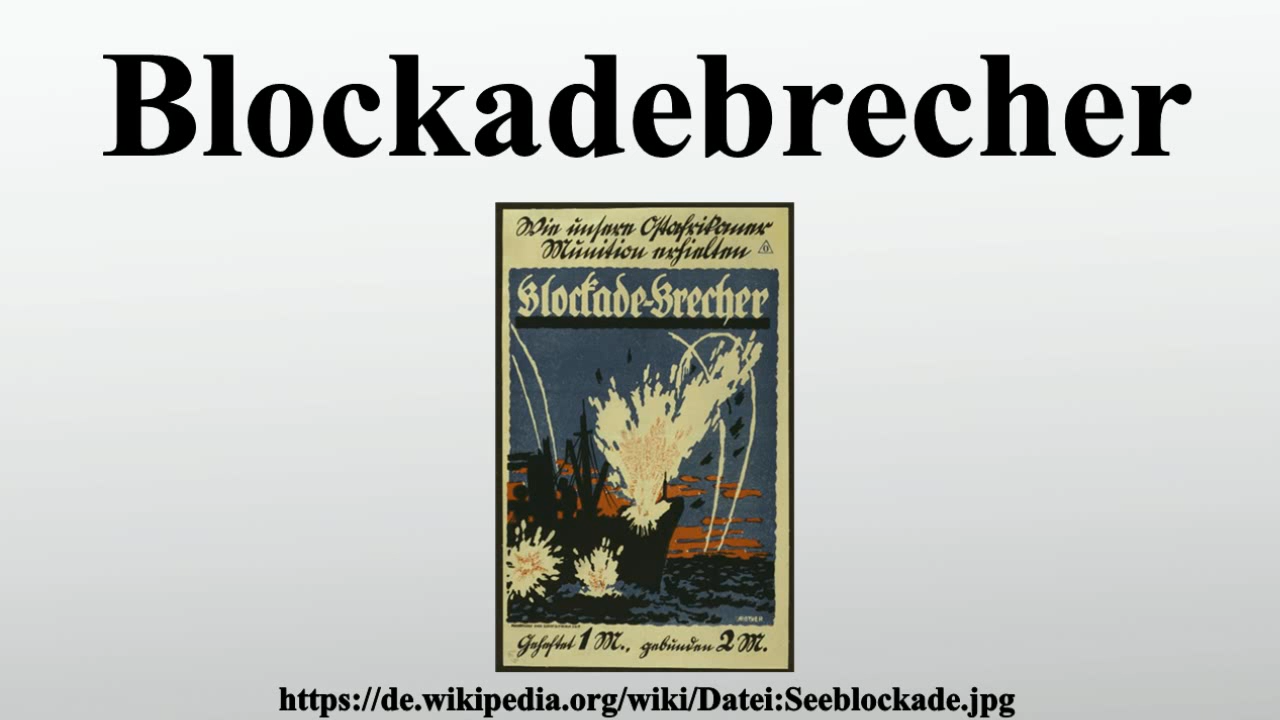 Blockadebrecher
Wie unsere Ostafrikaner
Munition erhielten
Blockade-Brecher
Geheftet 1 M., gebunden 2 M.
https://de.wikipedia.org/wiki/Datei:Seeblockade.jpg